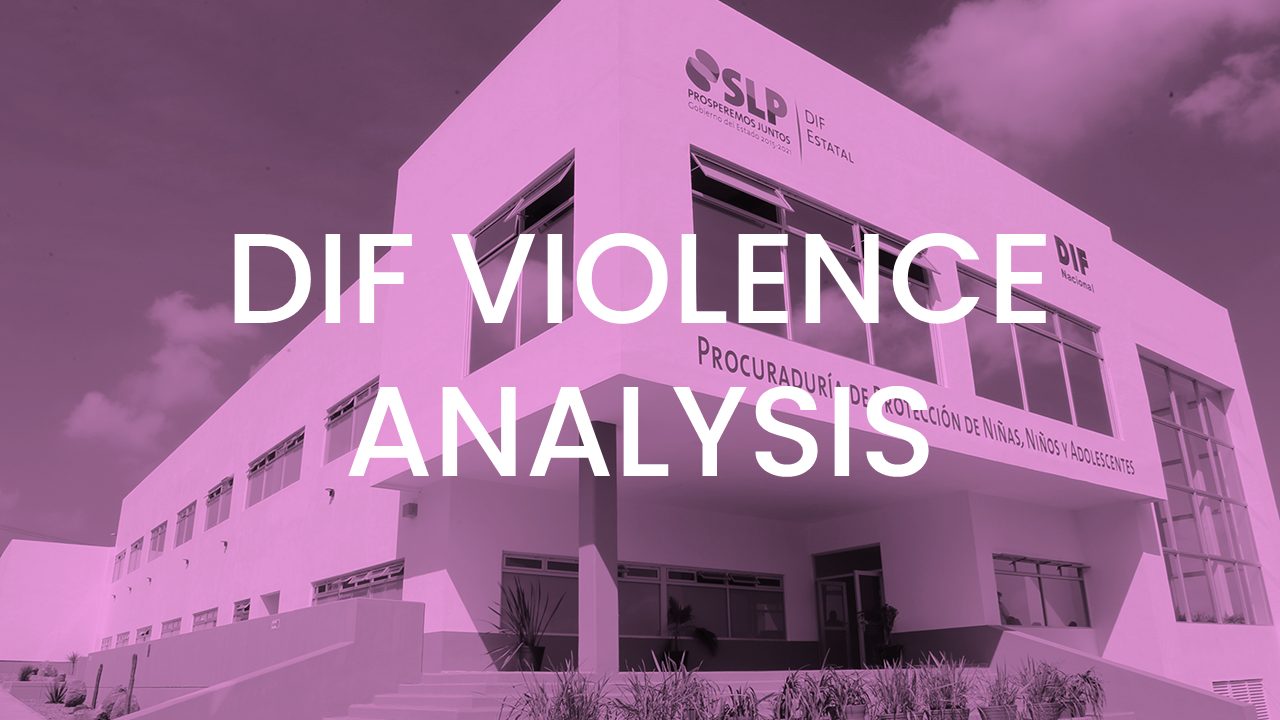 SLP
PROSPEREMOS JUNTOS
Gobierno del Estado 2015-2021
DIF
ESTATAL
DIF
Nacional
DIF VIOLENCE
PROCURADURÍA DE PROTECCIÓN DE NIÑAS, NIÑOS Y ADOLESCENTES
ANALYSIS